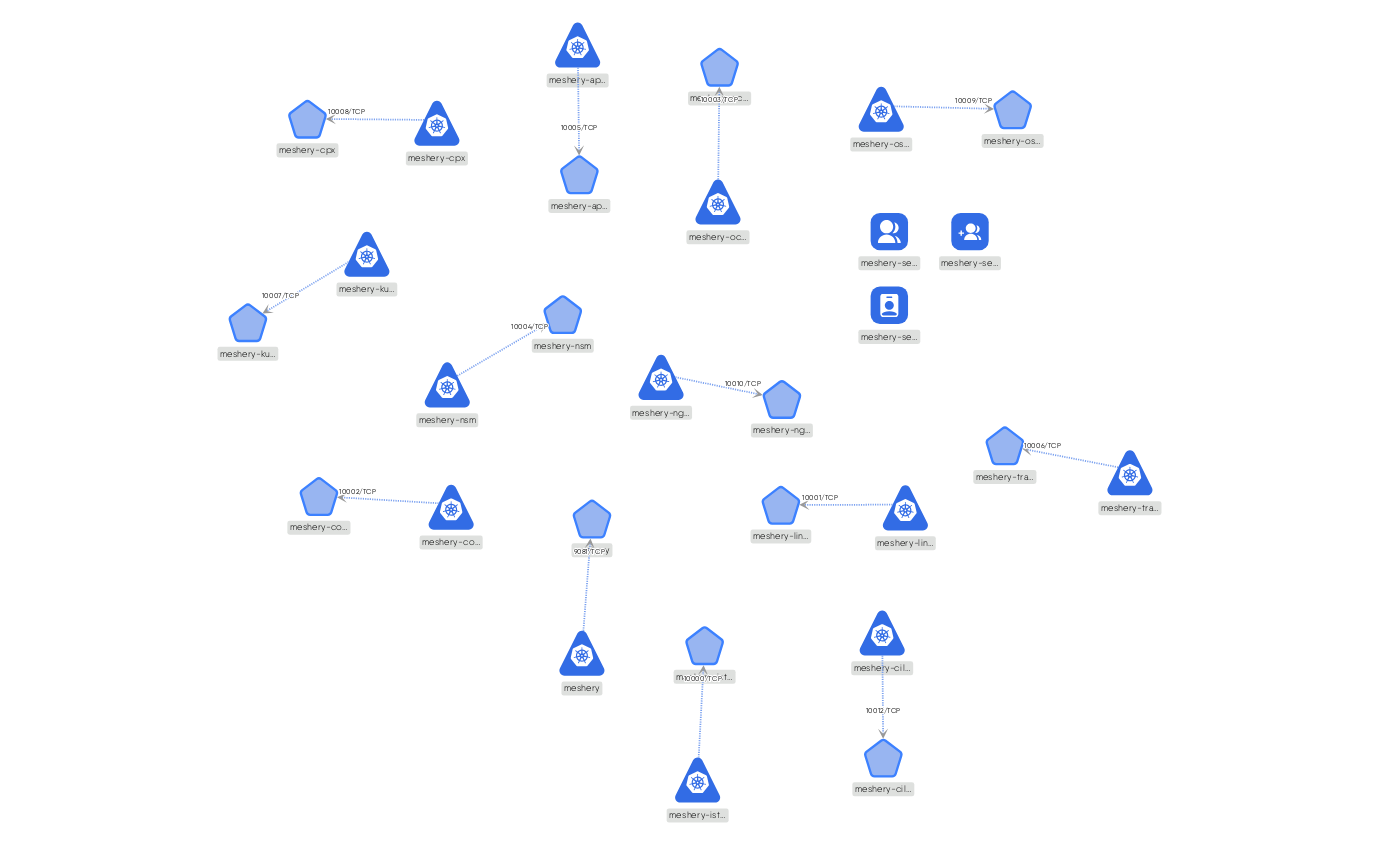 meshery-ap...
10003/TCP
10008/TCP
10009/TCP
10005/TCP
meshery-cpx
meshery-cpx
meshery-os...
meshery-os...
meshery-ap...
meshery-oc...
meshery-se...
meshery-se...
meshery-ku...
10007/TCP
meshery-ku...
10004/TCP
meshery-nsm
meshery-se...
meshery-nsm
10010/TCP
meshery-ng...
meshery-ng...
10006/TCP
meshery-tra...
meshery-tra...
10002/TCP
10001/TCP
meshery-co...
meshery-co...
meshery-lin...
meshery-lin...
9081/TCP
meshery
10000/TCP
meshery-cil...
10012/TCP
meshery-cil...
meshery-ist...